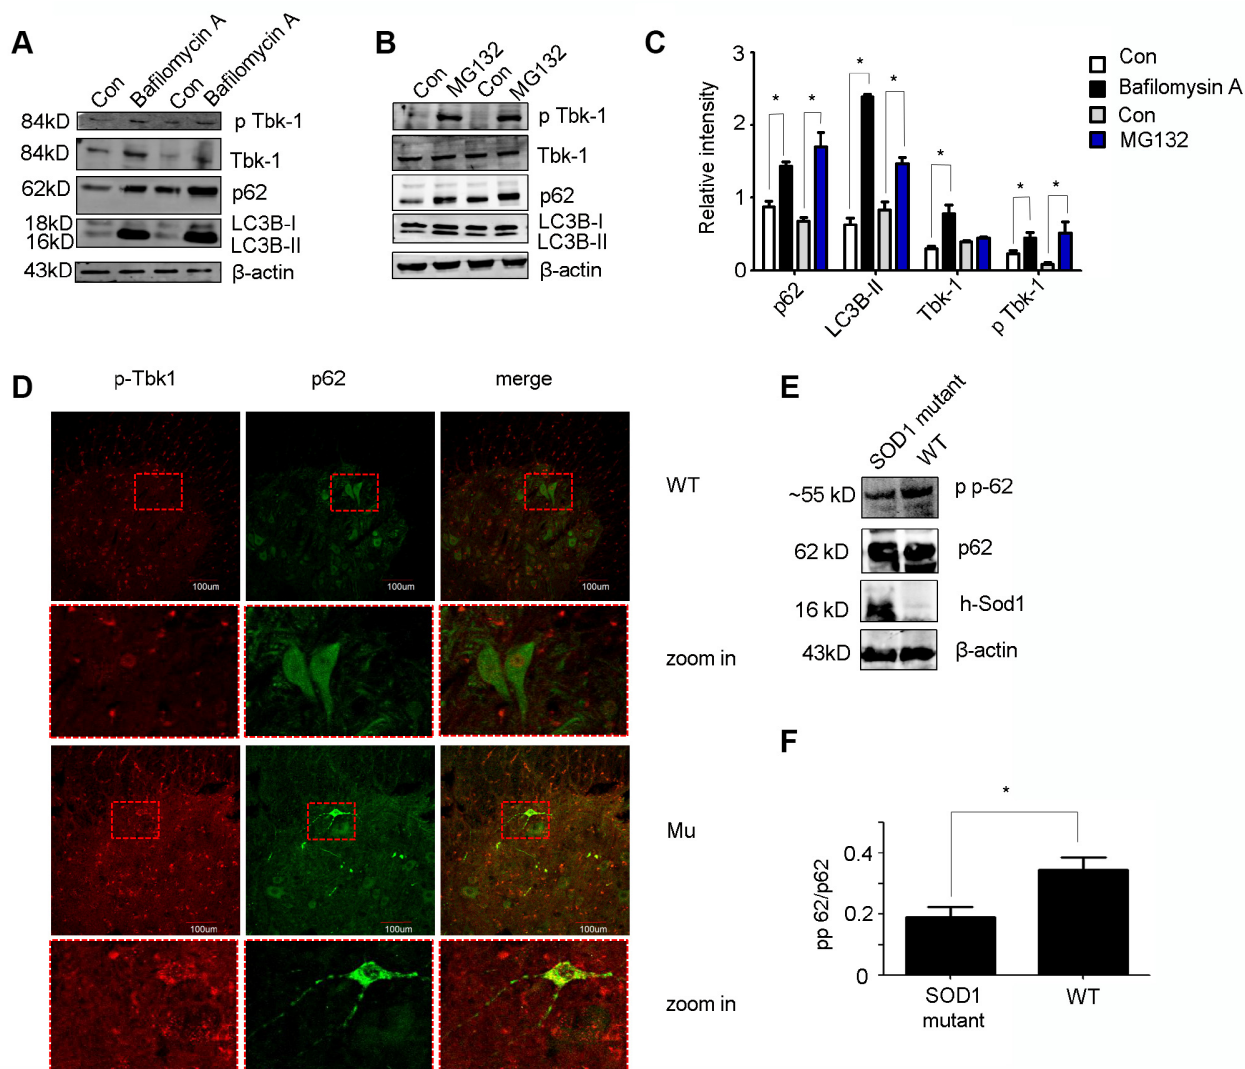 A
Con
Bafilomycin A
Con
Bafilomycin A
84kD
p Tbk-1
84kD
Tbk-1
62kD
p62
18kD
LC3B-I
16kD
LC3B-II
43kD
β-actin
B
Con
MG132
Con
MG132
p Tbk-1
Tbk-1
p62
LC3B-I
LC3B-II
β-actin
C
Relative intensity
3
2
1
0
* * * * * * *
p62
LC3B-II
Tbk-1
p Tbk-1
Con
Bafilomysin A
Con
MG132
D
p-Tbk1
p62
merge
WT
100um
100um
100um
zoom in
Mu
100um
100um
100um
zoom in
E
SOD1 mutant
WT
~55 kD
p p-62
62 kD
p62
16 kD
h-Sod1
43kD
β-actin
F
*
pp 62/p62
0.4
0.2
0
SOD1
mutant
WT